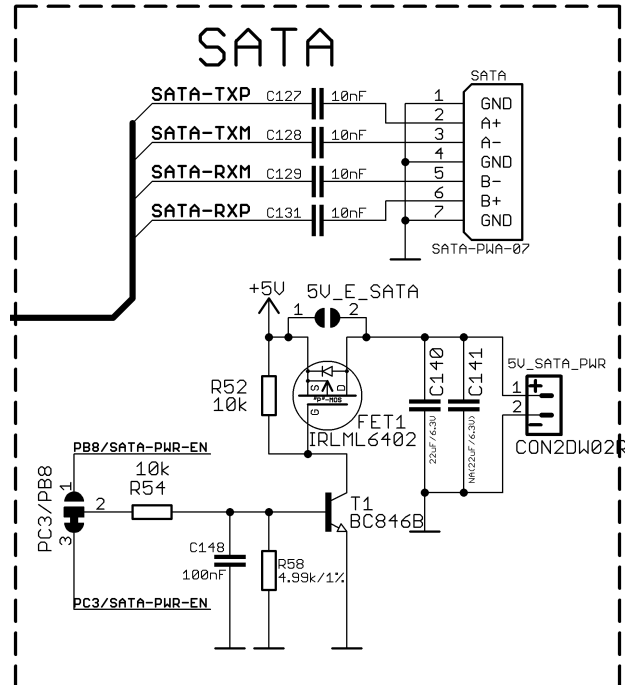 SATA
SATA
SATA-TXP C127 10nF 1 GND
2 A+
SATA-TXM C128 10nF 3 A-
4 GND
SATA-RXM C129 10nF 5 B-
6 B+
SATA-RXP C131 10nF 7 GND
SATA-PWA-07
+5V 5V_E_SATA
1 2
C140 C141
5V_SATA_PWR
R52
10k
S D
"P"-MOS
G
1 +
2 -
FET1
IRLML6402
22uF/6.3V
NA(22uF/6.3V)
CON2DW02R
PB8/SATA-PWR-EN
10k
R54
PC3/PB8
1
2
3
T1
BC846B
C148
100nF
R58
4.99k/1%
PC3/SATA-PWR-EN